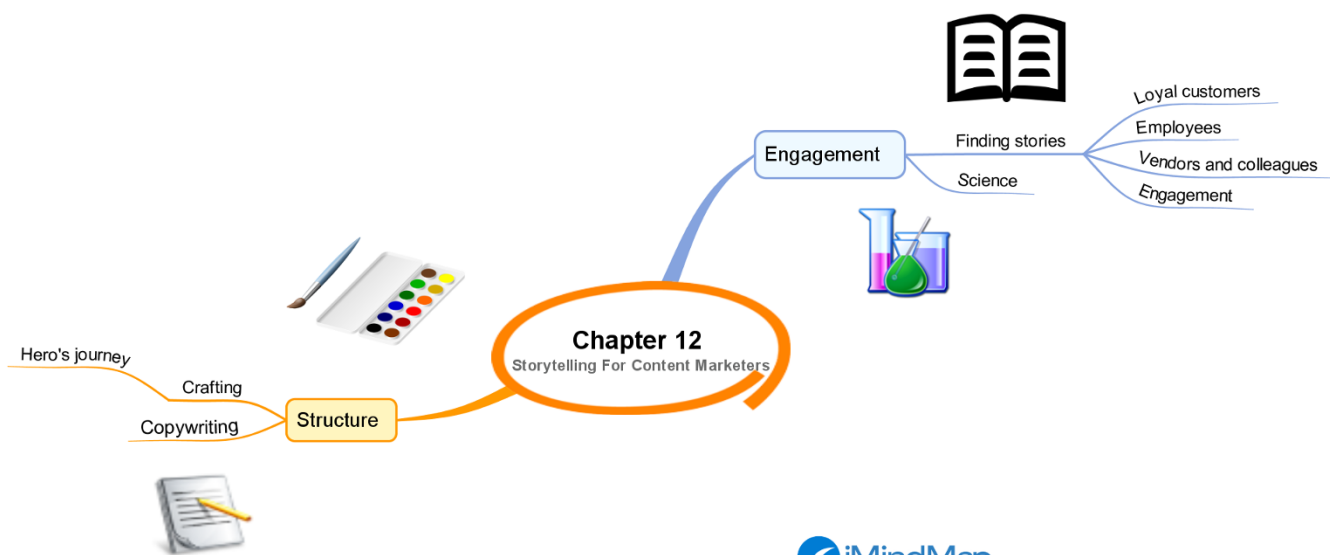 Loyal customers
Employees
Vendors and colleagues
Engagement
Finding stories
Science
Engagement
Chapter 12
Storytelling For Content Marketers
Hero's journey
Crafting
Copywriting
Structure
iMindMap